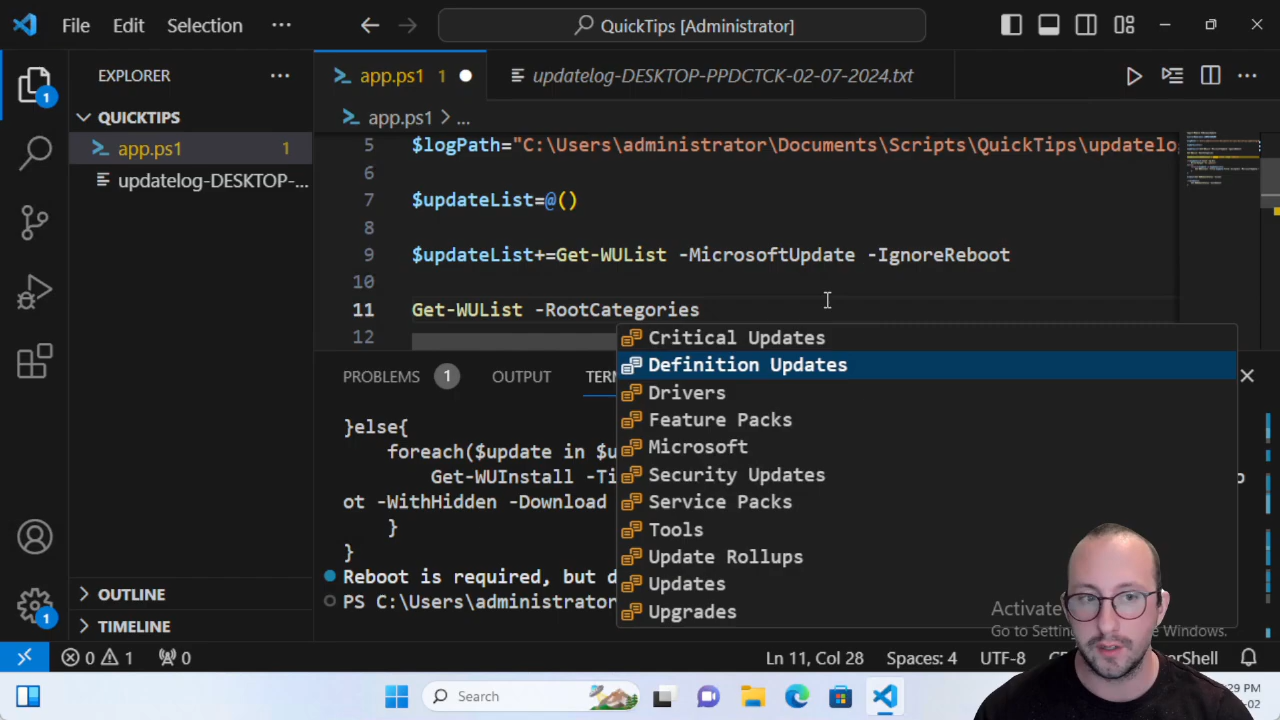 File Edit Selection ··· QuickTips [Administrator]
EXPLORER ···
app.ps1 1
updatelog-DESKTOP-PPDCTCK-02-07-2024.txt
QUICKTIPS
app.ps1 > ...
app.ps1 1
updatelog-DESKTOP-...
1
5 $logPath="C:\Users\administrator\Documents\Scripts\QuickTips\updatelo
6
7 $updateList=@()
8
9 $updateList+=Get-WUList -MicrosoftUpdate -IgnoreReboot
10
11 Get-WUList -RootCategories
12
Critical Updates
Definition Updates
Drivers
Feature Packs
Microsoft
Security Updates
Service Packs
Tools
Update Rollups
Updates
Upgrades
PROBLEMS 1 OUTPUT
}else{
foreach($update in $u
Get-WUInstall -Ti
ot -WithHidden -Download
}
}
Reboot is required, but d
PS C:\Users\administrator
OUTLINE
TIMELINE
1
Activate
Go to Setting Windows.
0 1 0 Ln 11, Col 28 Spaces: 4 UTF-8
Search